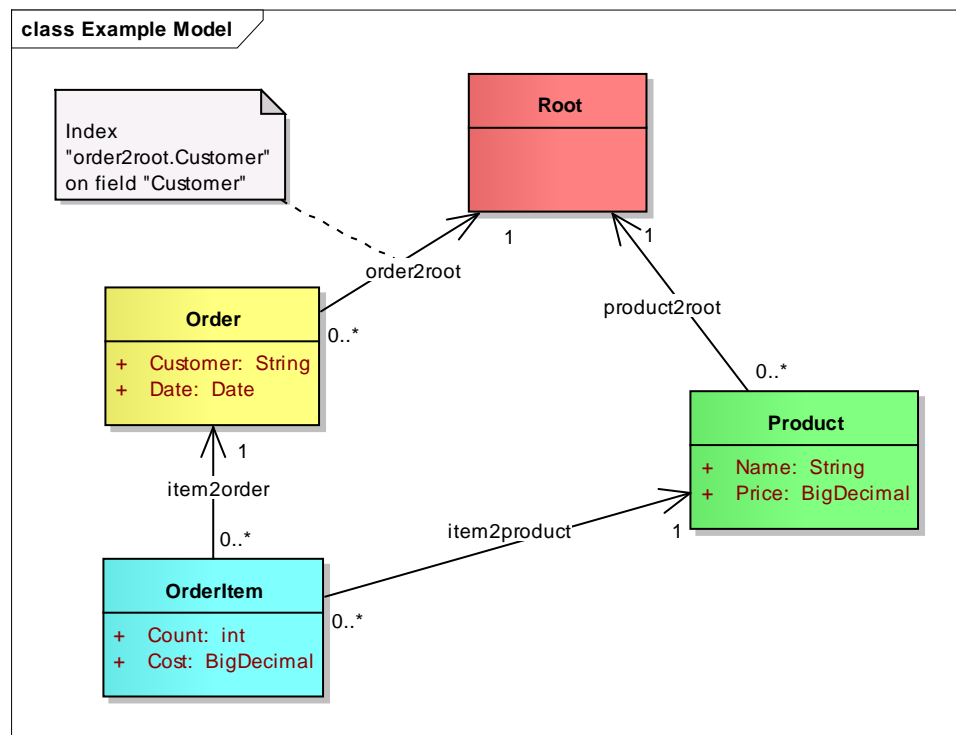 class Example Model
Index
"order2root.Customer"
on field "Customer"
Root
1
1
order2root
product2root
Order
0..*
+ Customer: String
+ Date: Date
0..*
Product
+ Name: String
+ Price: BigDecimal
1
item2order
item2product
1
0..*
OrderItem
0..*
+ Count: int
+ Cost: BigDecimal